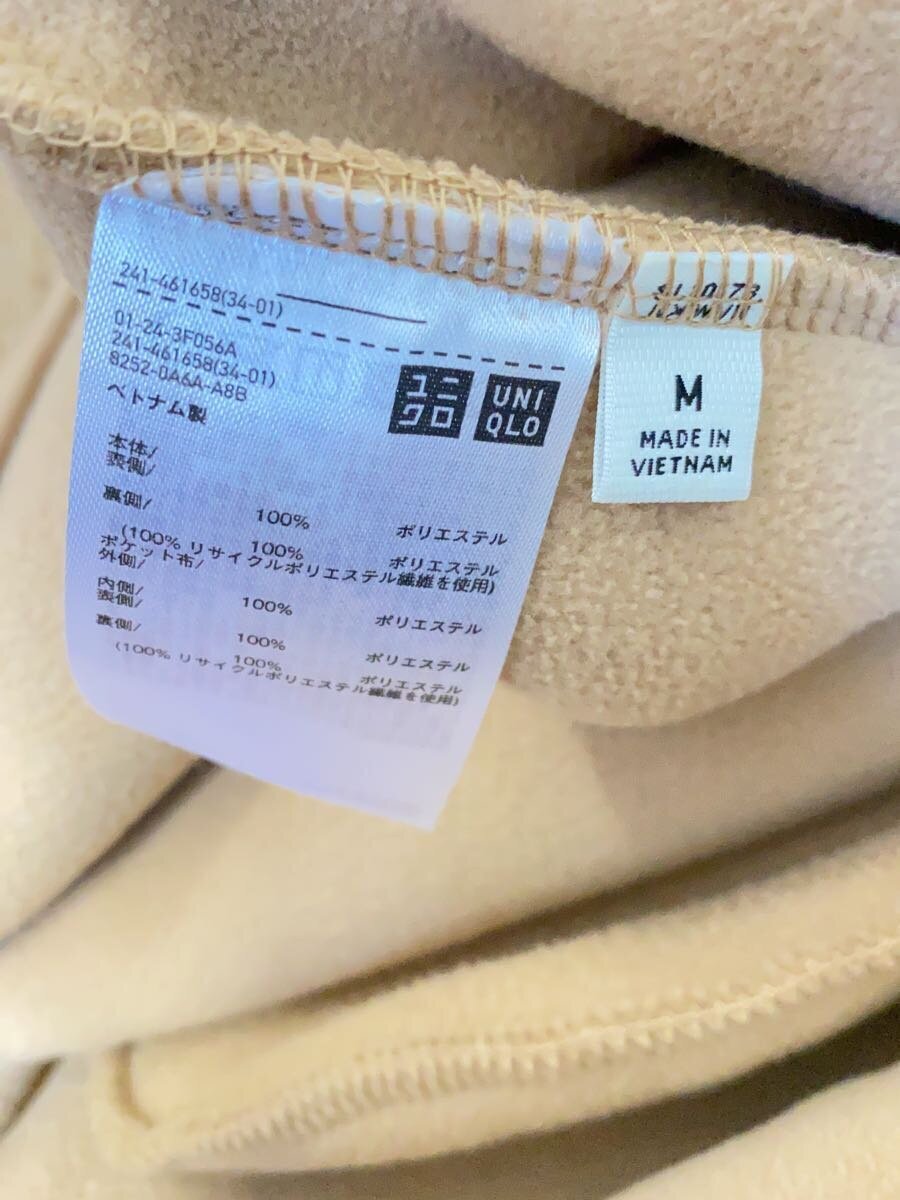 241-461658(34-01)
01-24-3F056A
241-461658(34-01)
8252-0A6A-A8B
ベトナム製
ユニ
クロ
UNI
QLO
本体/
表側/
100% ポリエステル
裏側/
100% ポリエステル
(100% リサイクルポリエステル繊維を使用)
ポケット布/
外側/
100% ポリエステル
内側/
表側/
100% ポリエステル
裏側/
100% ポリエステル
(100% リサイクルポリエステル繊維を使用)
M
MADE IN
VIETNAM